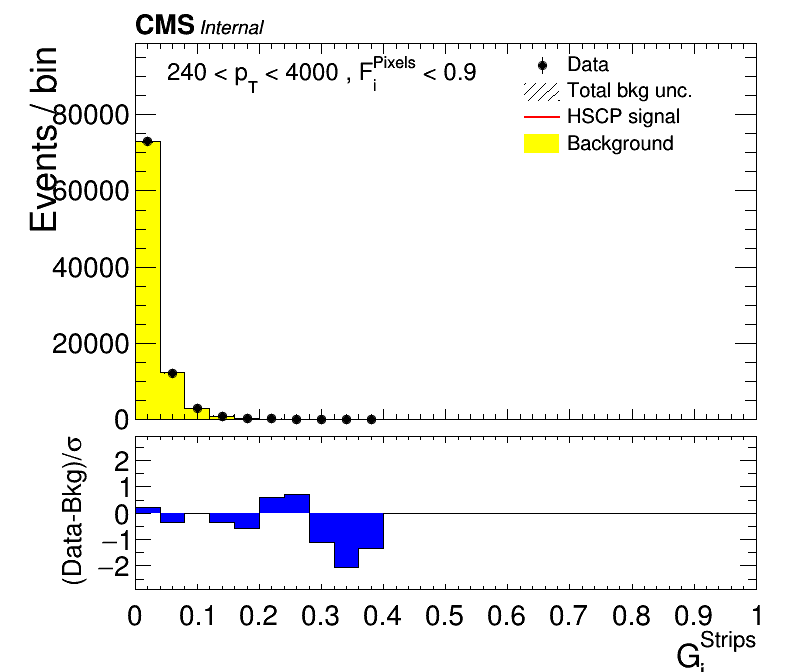 CMS Internal
240 < p_T < 4000 , F_i^Pixels < 0.9
Data
Total bkg unc.
HSCP signal
Background
Events / bin
80000
60000
40000
20000
0
(Data-Bkg)/σ
2
1
0
−1
−2
0 0.1 0.2 0.3 0.4 0.5 0.6 0.7 0.8 0.9 1
G_i^Strips